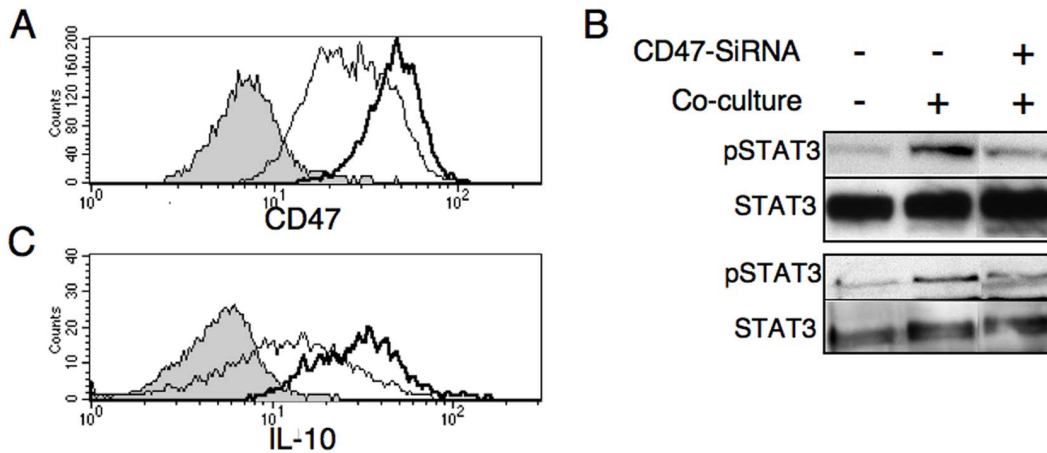 A
Counts
200
160
120
80
40
0
10⁰
10¹
10²
CD47
C
Counts
40
30
20
10
0
10⁰
10¹
10²
IL-10
B
CD47-SiRNA - - +
Co-culture - + +
pSTAT3
STAT3
pSTAT3
STAT3